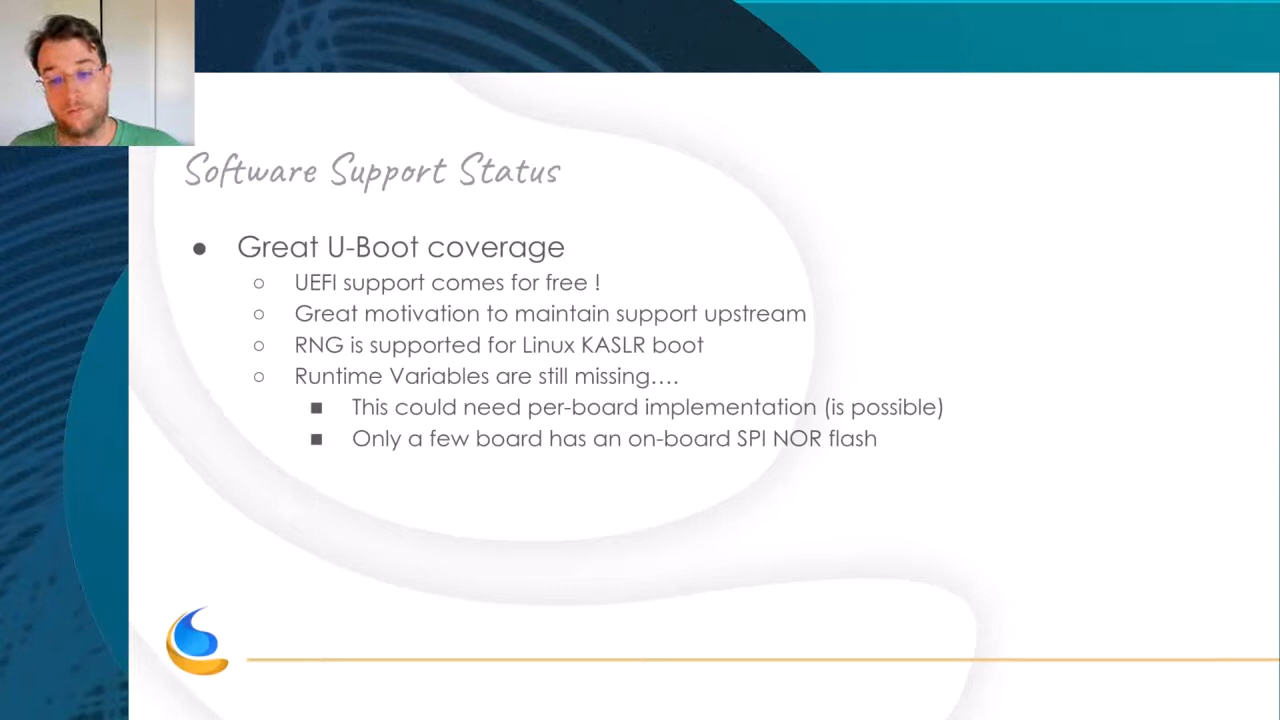 Software Support Status
● Great U-Boot coverage
○ UEFI support comes for free !
○ Great motivation to maintain support upstream
○ RNG is supported for Linux KASLR boot
○ Runtime Variables are still missing....
■ This could need per-board implementation (is possible)
■ Only a few board has an on-board SPI NOR flash